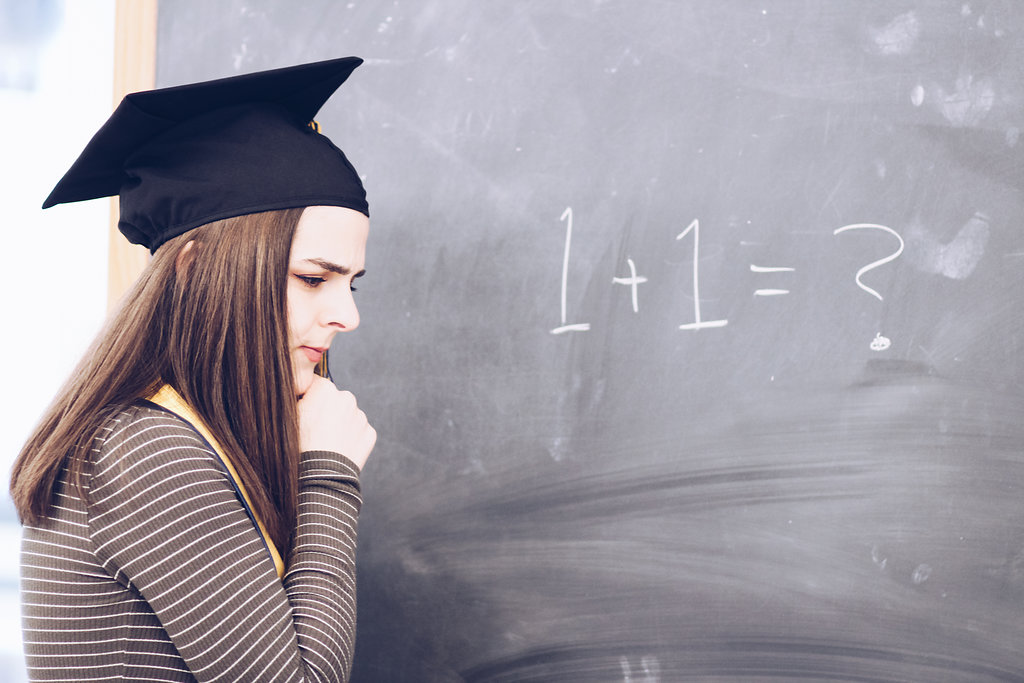 1 + 1 = ?